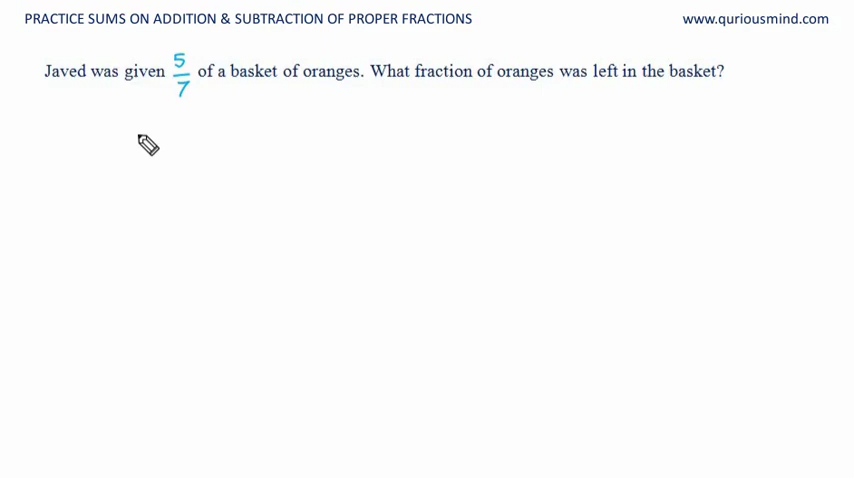 PRACTICE SUMS ON ADDITION & SUBTRACTION OF PROPER FRACTIONS www.quriousmind.com
Javed was given 5/7 of a basket of oranges. What fraction of oranges was left in the basket?